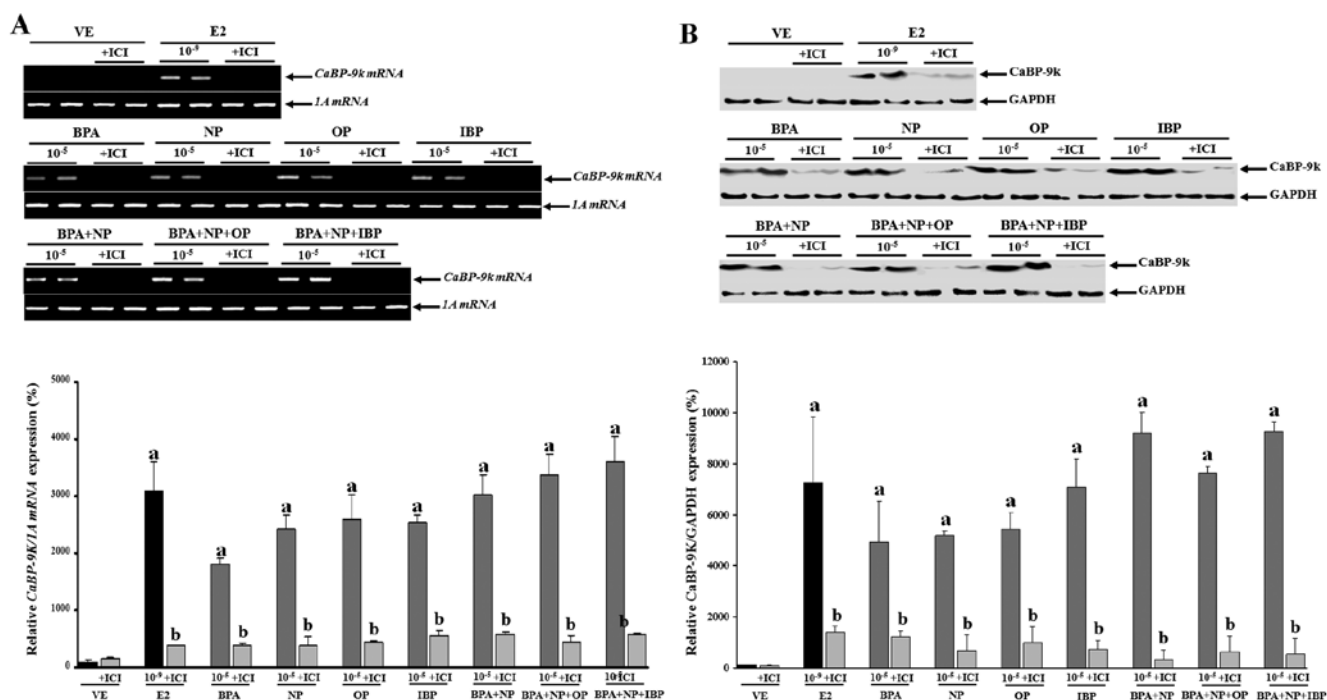 A
VE E2
+ICI 10⁻⁹ +ICI
CaBP-9k mRNA
1A mRNA
BPA NP OP IBP
10⁻⁵ +ICI 10⁻⁵ +ICI 10⁻⁵ +ICI 10⁻⁵ +ICI
CaBP-9k mRNA
1A mRNA
BPA+NP BPA+NP+OP BPA+NP+IBP
10⁻⁵ +ICI 10⁻⁵ +ICI 10⁻⁵ +ICI
CaBP-9k mRNA
1A mRNA
Relative CaBP-9K/1A mRNA expression (%)
5000
4000
3000
2000
1000
0
a b a b a b a b a b a b a b a b
+ICI 10⁻⁹ +ICI 10⁻⁵ +ICI 10⁻⁵ +ICI 10⁻⁵ +ICI 10⁻⁵ +ICI 10⁻⁵ +ICI 10⁻⁵ +ICI 10⁻⁵ +ICI
VE E2 BPA NP OP IBP BPA+NP BPA+NP+OP BPA+NP+IBP
B
VE E2
+ICI 10⁻⁹ +ICI
CaBP-9k
GAPDH
BPA NP OP IBP
10⁻⁵ +ICI 10⁻⁵ +ICI 10⁻⁵ +ICI 10⁻⁵ +ICI
CaBP-9k
GAPDH
BPA+NP BPA+NP+OP BPA+NP+IBP
10⁻⁵ +ICI 10⁻⁵ +ICI 10⁻⁵ +ICI
CaBP-9k
GAPDH
Relative CaBP-9K/GAPDH expression (%)
12000
10000
8000
6000
4000
2000
0
a b a b a b a b a b a b a b a b
+ICI 10⁻⁹ +ICI 10⁻⁵ +ICI 10⁻⁵ +ICI 10⁻⁵ +ICI 10⁻⁵ +ICI 10⁻⁵ +ICI 10⁻⁵ +ICI 10⁻⁵ +ICI
VE E2 BPA NP OP IBP BPA+NP BPA+NP+OP BPA+NP+IBP